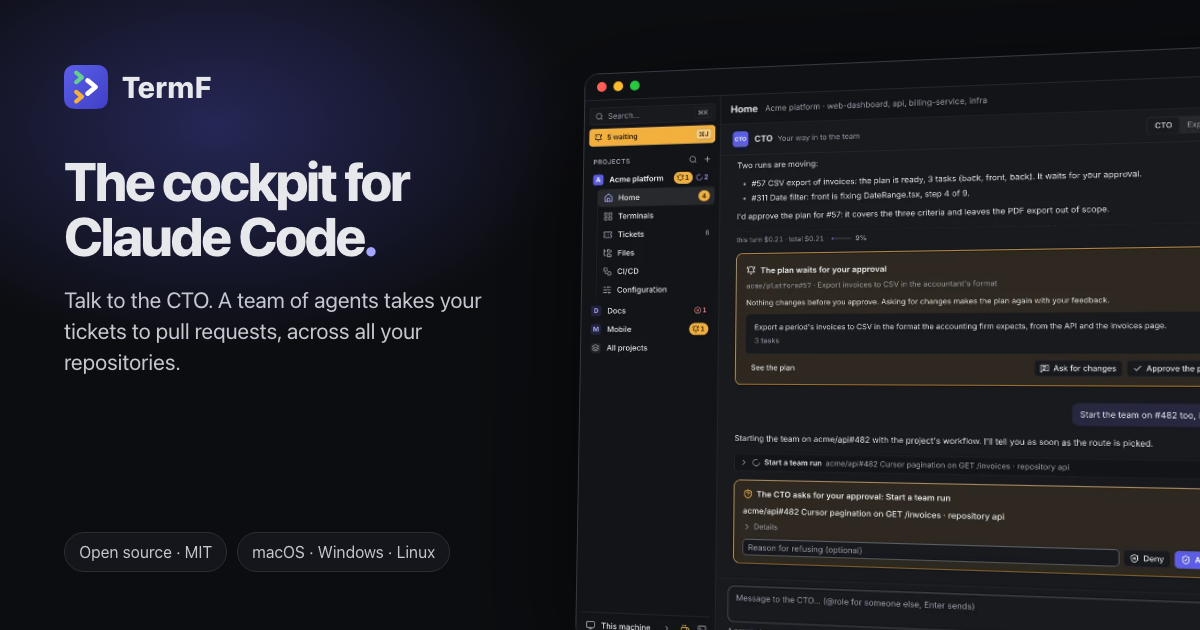 TermF
The cockpit for
Claude Code.
Talk to the CTO. A team of agents takes your
tickets to pull requests, across all your
repositories.
Open source · MIT
macOS · Windows · Linux
Search... ⌘K
5 waiting ⌘J
PROJECTS
A Acme platform 1 2
Home 4
Terminals
Tickets 6
Files
CI/CD
Configuration
D Docs 1
M Mobile 1
All projects
This machine
Home Acme platform · web-dashboard, api, billing-service, infra
CTO CTO Your way in to the team CTO Exp
Two runs are moving:
• #57 CSV export of invoices: the plan is ready, 3 tasks (back, front, back). It waits for your approval.
• #311 Date filter: front is fixing DateRange.tsx, step 4 of 9.
I'd approve the plan for #57: it covers the three criteria and leaves the PDF export out of scope.
this turn $0.21 · total $0.21 9%
The plan waits for your approval
acme/platform#57 · Export invoices to CSV in the accountant's format
Nothing changes before you approve. Asking for changes makes the plan again with your feedback.
Export a period's invoices to CSV in the format the accounting firm expects, from the API and the invoices page.
3 tasks
See the plan Ask for changes Approve the p
Start the team on #482 too,
Starting the team on acme/api#482 with the project's workflow. I'll tell you as soon as the route is picked.
Start a team run acme/api#482 Cursor pagination on GET /invoices · repository api
The CTO asks for your approval: Start a team run
acme/api#482 Cursor pagination on GET /invoices · repository api
Details
Reason for refusing (optional) Deny A
Message to the CTO... (@role for someone else, Enter sends)